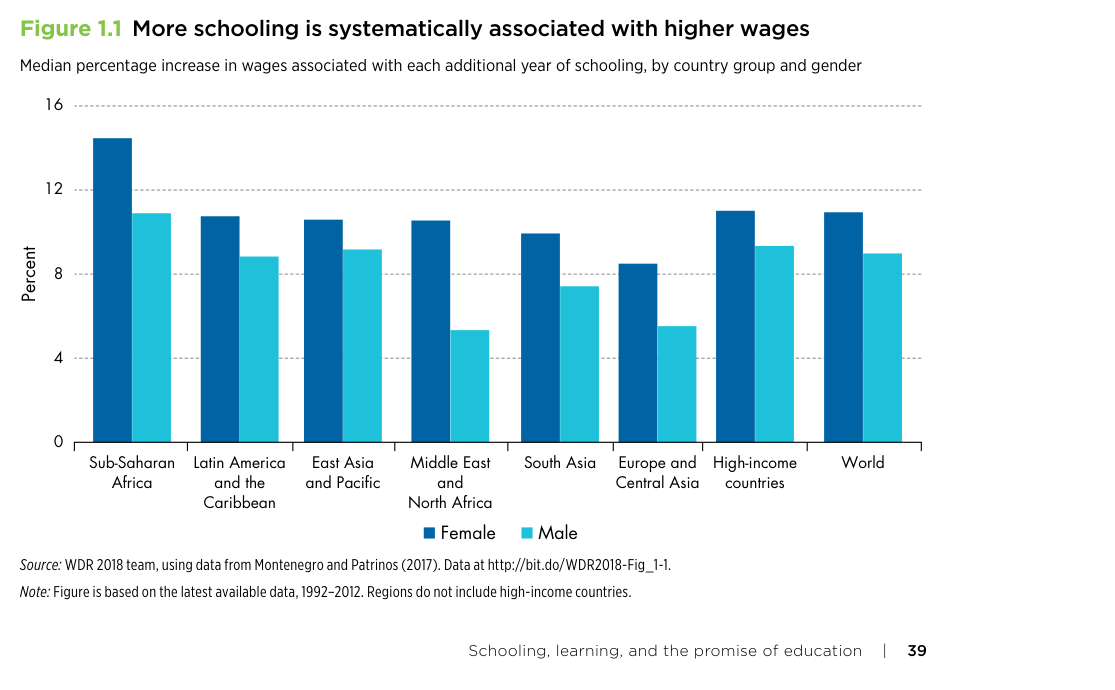 Figure 1.1 More schooling is systematically associated with higher wages
Median percentage increase in wages associated with each additional year of schooling, by country group and gender
16
12
8
4
0
Percent
Sub-Saharan
Africa
Latin America
and the
Caribbean
East Asia
and Pacific
Middle East
and
North Africa
South Asia
Europe and
Central Asia
High-income
countries
World
Female Male
Source: WDR 2018 team, using data from Montenegro and Patrinos (2017). Data at http://bit.do/WDR2018-Fig_1-1.
Note: Figure is based on the latest available data, 1992–2012. Regions do not include high-income countries.
Schooling, learning, and the promise of education | 39